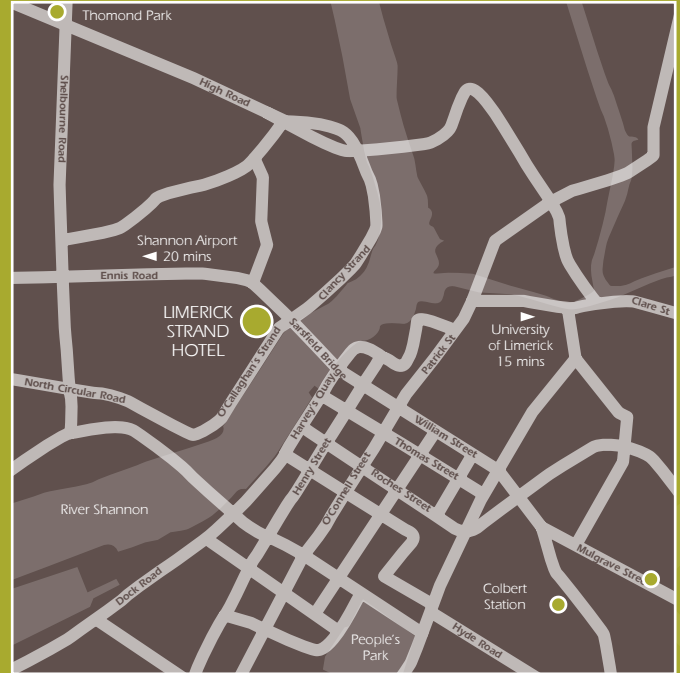 Thomond Park
High Road
Shelbourne Road
Shannon Airport
20 mins
Ennis Road
Clancy Strand
Clare St
LIMERICK
STRAND
HOTEL
Sarsfield Bridge
University
of Limerick
15 mins
Patrick St
O'Callaghan's Strand
North Circular Road
Harvey's Quay
William Street
Thomas Street
Henry Street
O'Connell Street
Roches Street
River Shannon
Mulgrave Stre
Dock Road
Colbert
Station
People's
Park
Hyde Road